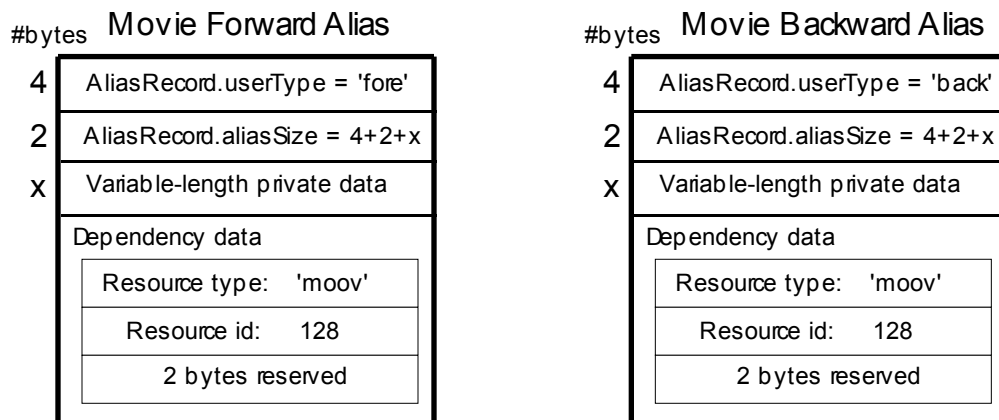 #bytes Movie Forward Alias
4 AliasRecord.userType = 'fore'
2 AliasRecord.aliasSize = 4+2+x
x Variable-length private data
Dependency data
Resource type: 'moov'
Resource id: 128
2 bytes reserved
#bytes Movie Backward Alias
4 AliasRecord.userType = 'back'
2 AliasRecord.aliasSize = 4+2+x
x Variable-length private data
Dependency data
Resource type: 'moov'
Resource id: 128
2 bytes reserved